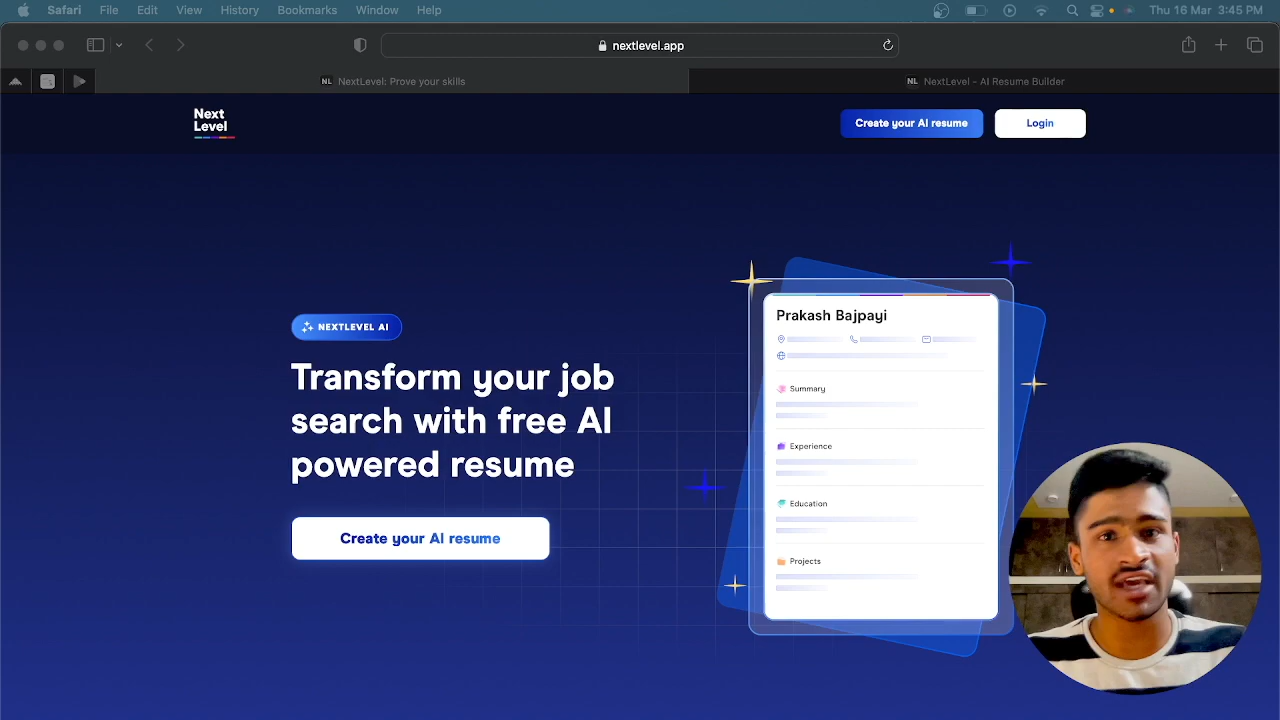 Safari File Edit View History Bookmarks Window Help Thu 16 Mar 3:45 PM
nextlevel.app
NL NextLevel: Prove your skills NL NextLevel - AI Resume Builder
Next
Level
Create your AI resume Login
NEXTLEVEL AI
Transform your job
search with free AI
powered resume
Create your AI resume
Prakash Bajpayi
Summary
Experience
Education
Projects